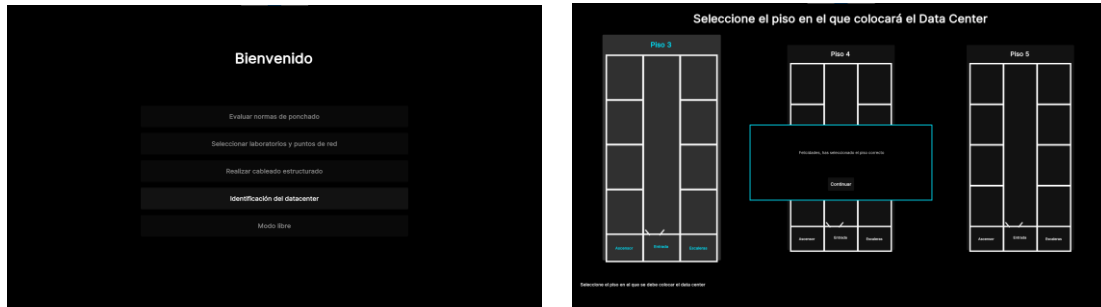 Bienvenido
Evaluar normas de ponchado
Seleccionar laboratorios y puntos de red
Realizar cableado estructurado
Identificación del datacenter
Modo libre
Seleccione el piso en el que colocará el Data Center
Piso 3
Piso 4
Piso 5
Felicidades, has seleccionado el piso correcto
Continuar
Ascensor Entrada Escaleras
Ascensor Entrada Escaleras
Ascensor Entrada Escaleras
Seleccione el piso en el que se debe colocar el data center